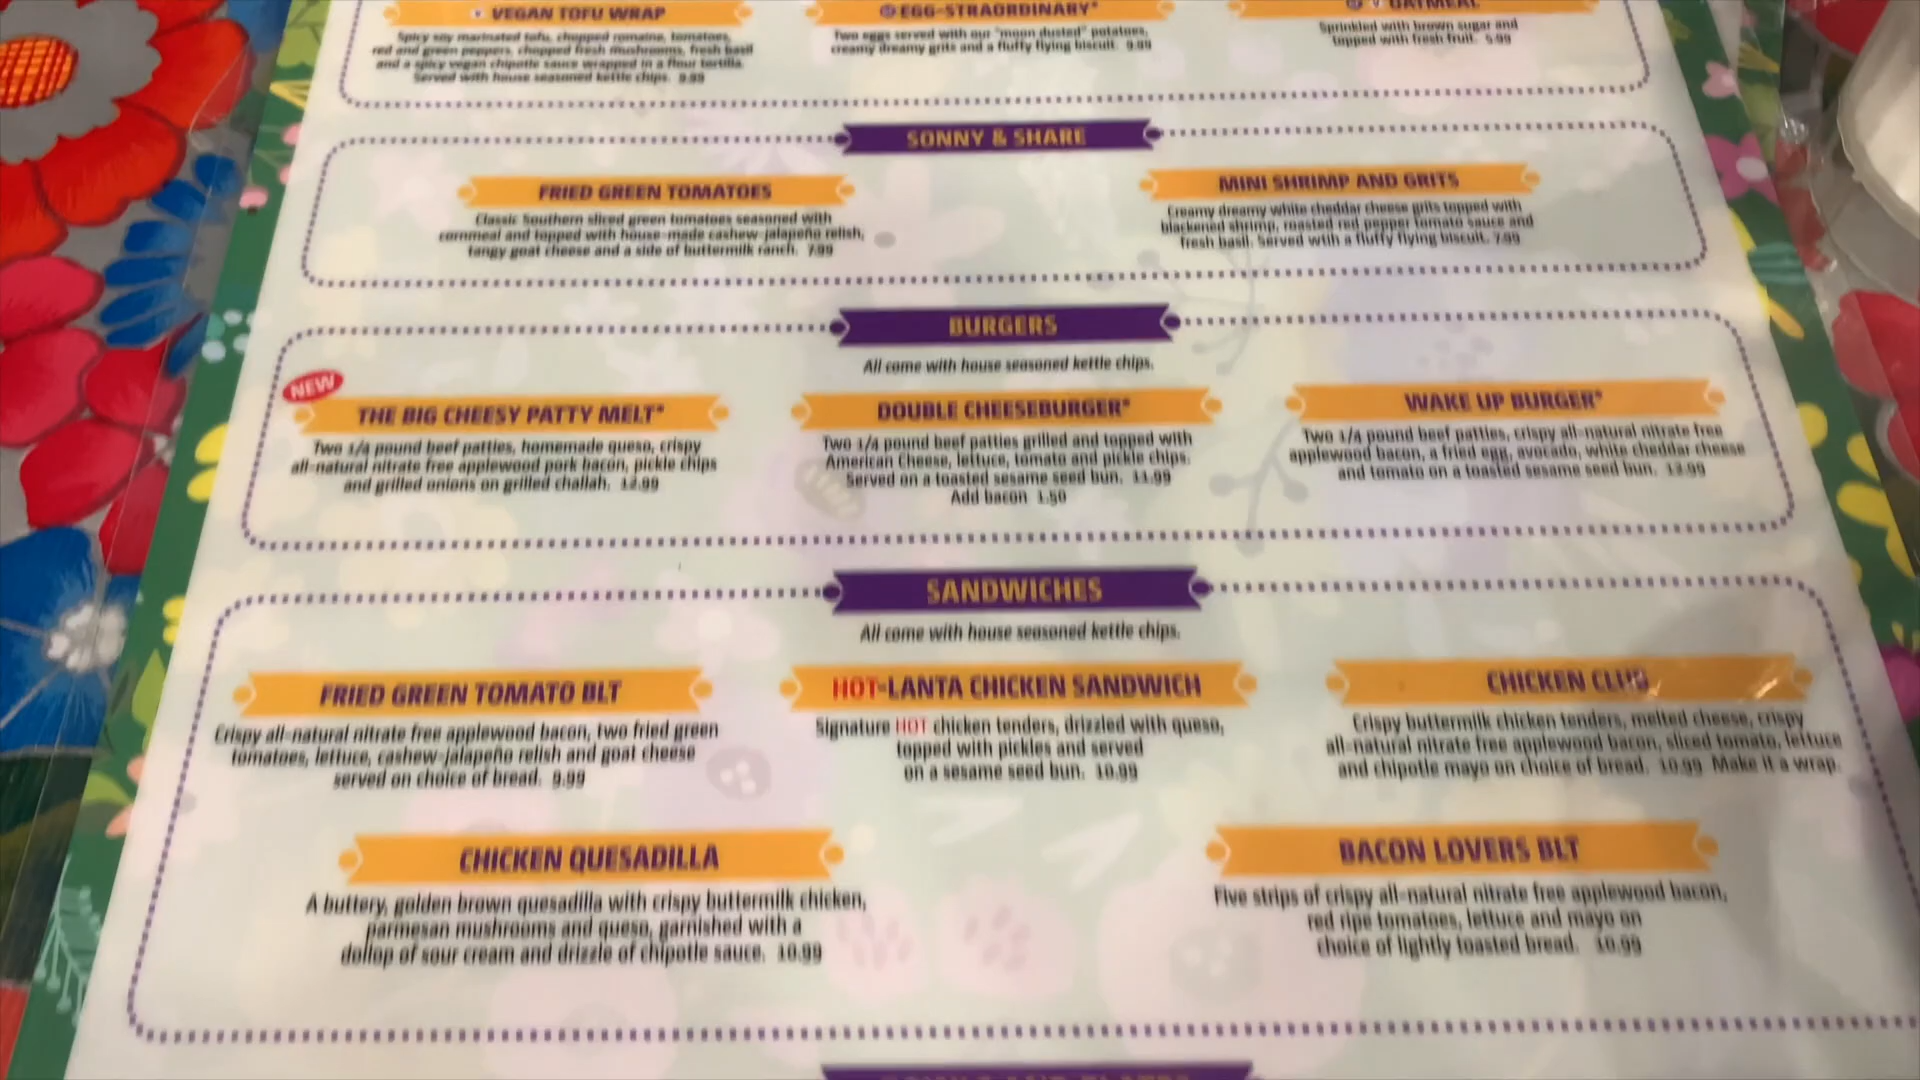 VEGAN TOFU WRAP
Spicy soy marinated tofu, chopped romaine, tomatoes,
red and green peppers, chopped fresh mushrooms, fresh basil
and a spicy vegan chipotle sauce wrapped in a flour tortilla.
Served with house seasoned kettle chips. 9.99
EGG-STRAORDINARY*
Two eggs served with our "moon dusted" potatoes,
creamy dreamy grits and a fluffy flying biscuit. 9.99
OATMEAL
Sprinkled with brown sugar and
topped with fresh fruit. 5.99
SONNY & SHARE
FRIED GREEN TOMATOES
Classic Southern sliced green tomatoes seasoned with
cornmeal and topped with house-made cashew-jalapeño relish,
tangy goat cheese and a side of buttermilk ranch. 7.99
MINI SHRIMP AND GRITS
Creamy dreamy white cheddar cheese grits topped with
blackened shrimp, roasted red pepper tomato sauce and
fresh basil. Served wtih a fluffy flying biscuit. 7.99
BURGERS
All come with house seasoned kettle chips.
NEW
THE BIG CHEESY PATTY MELT*
Two 1/4 pound beef patties, homemade queso, crispy
all-natural nitrate free applewood pork bacon, pickle chips
and grilled onions on grilled challah. 12.99
DOUBLE CHEESEBURGER*
Two 1/4 pound beef patties grilled and topped with
American Cheese, lettuce, tomato and pickle chips.
Served on a toasted sesame seed bun. 11.99
Add bacon 1.50
WAKE UP BURGER*
Two 1/4 pound beef patties, crispy all-natural nitrate free
applewood bacon, a fried egg, avocado, white cheddar cheese
and tomato on a toasted sesame seed bun. 13.99
SANDWICHES
All come with house seasoned kettle chips.
FRIED GREEN TOMATO BLT
Crispy all-natural nitrate free applewood bacon, two fried green
tomatoes, lettuce, cashew-jalapeño relish and goat cheese
served on choice of bread. 9.99
HOT-LANTA CHICKEN SANDWICH
Signature HOT chicken tenders, drizzled with queso,
topped with pickles and served
on a sesame seed bun. 10.99
CHICKEN CLUB
Crispy buttermilk chicken tenders, melted cheese, crispy
all-natural nitrate free applewood bacon, sliced tomato, lettuce
and chipotle mayo on choice of bread. 10.99 Make it a wrap.
CHICKEN QUESADILLA
A buttery, golden brown quesadilla with crispy buttermilk chicken,
parmesan mushrooms and queso, garnished with a
dollop of sour cream and drizzle of chipotle sauce. 10.99
BACON LOVERS BLT
Five strips of crispy all-natural nitrate free applewood bacon,
red ripe tomatoes, lettuce and mayo on
choice of lightly toasted bread. 10.99